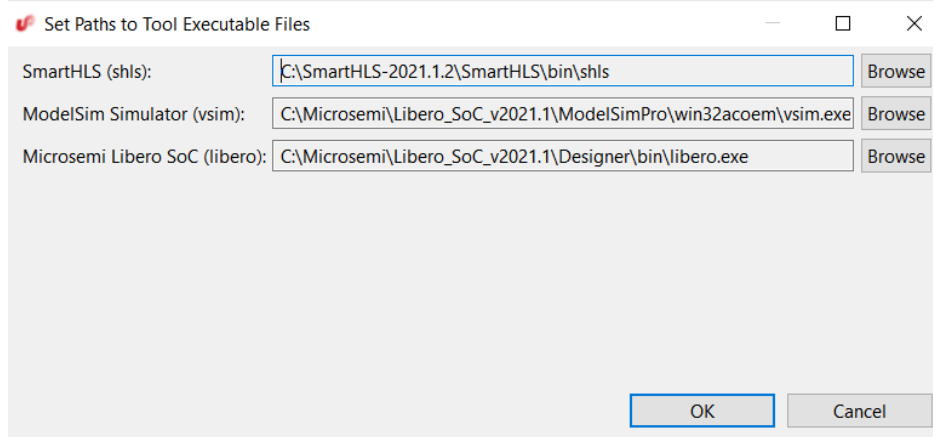 Set Paths to Tool Executable Files
SmartHLS (shls): C:\SmartHLS-2021.1.2\SmartHLS\bin\shls Browse
ModelSim Simulator (vsim): C:\Microsemi\Libero_SoC_v2021.1\ModelSimPro\win32acoem\vsim.exe Browse
Microsemi Libero SoC (libero): C:\Microsemi\Libero_SoC_v2021.1\Designer\bin\libero.exe Browse
OK Cancel